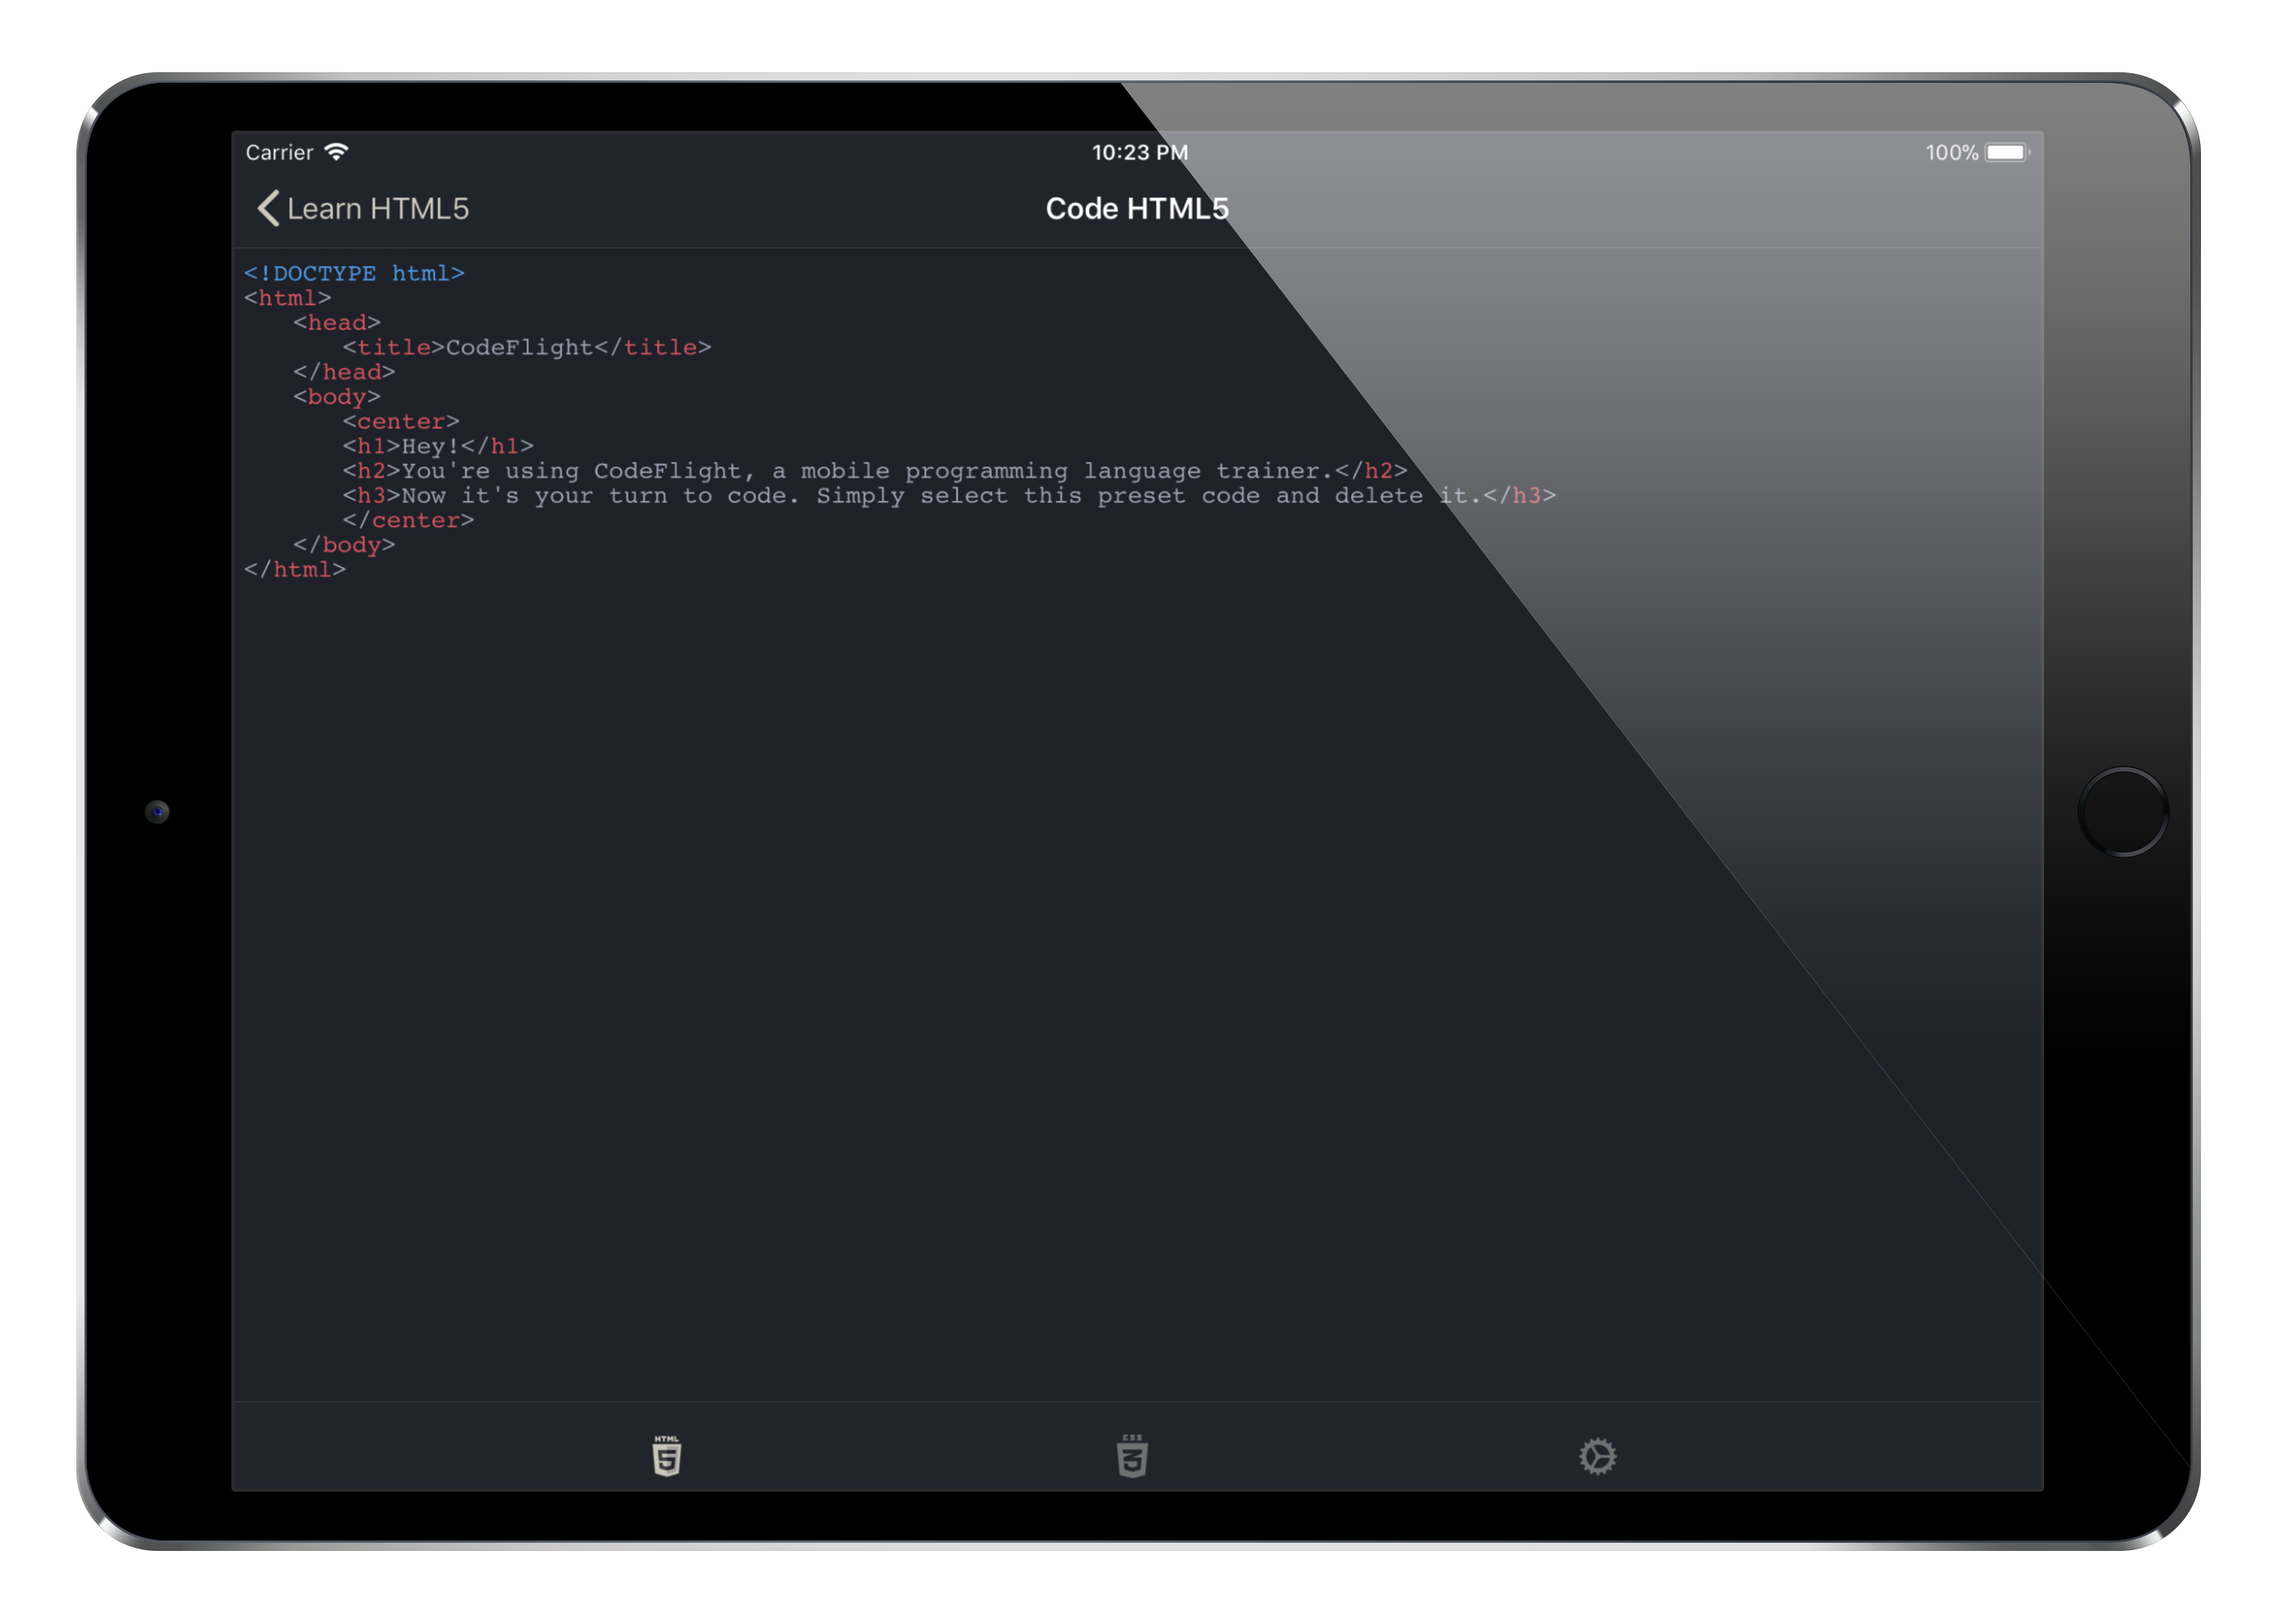 Carrier 10:23 PM 100%
Learn HTML5 Code HTML5
<!DOCTYPE html>
<html>
    <head>
        <title>CodeFlight</title>
    </head>
    <body>
        <center>
        <h1>Hey!</h1>
        <h2>You're using CodeFlight, a mobile programming language trainer.</h2>
        <h3>Now it's your turn to code. Simply select this preset code and delete it.</h3>
        </center>
    </body>
</html>
HTML 5 CSS 3